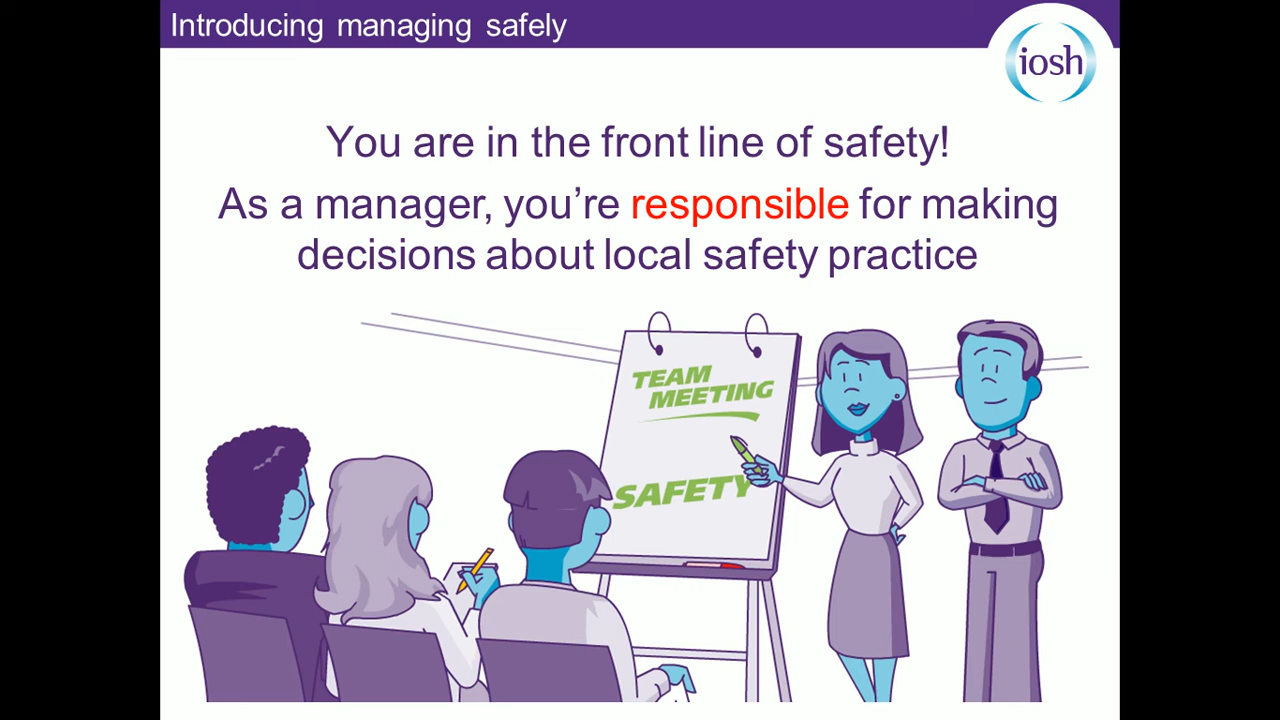 Introducing managing safely
iosh
You are in the front line of safety!
As a manager, you’re responsible for making
decisions about local safety practice
TEAM
MEETING
SAFETY